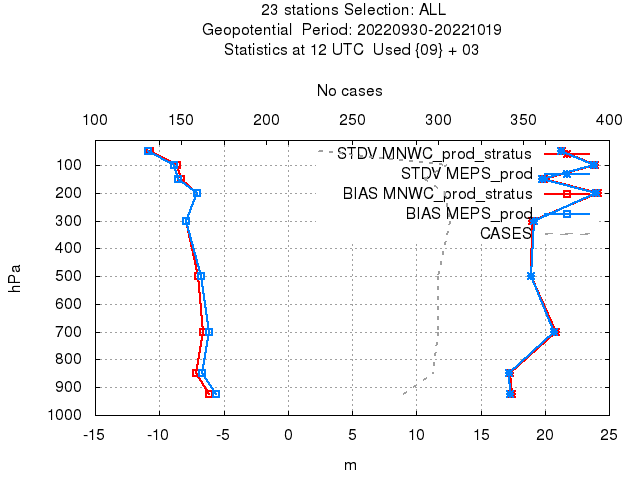 23 stations Selection: ALL
Geopotential  Period: 20220930-20221019
Statistics at 12 UTC  Used {09} + 03
No cases
100 150 200 250 300 350 400
STDV MNWC_prod_stratus
STDV MEPS_prod
BIAS MNWC_prod_stratus
BIAS MEPS_prod
CASES
hPa
100
200
300
400
500
600
700
800
900
1000
-15 -10 -5 0 5 10 15 20 25
m